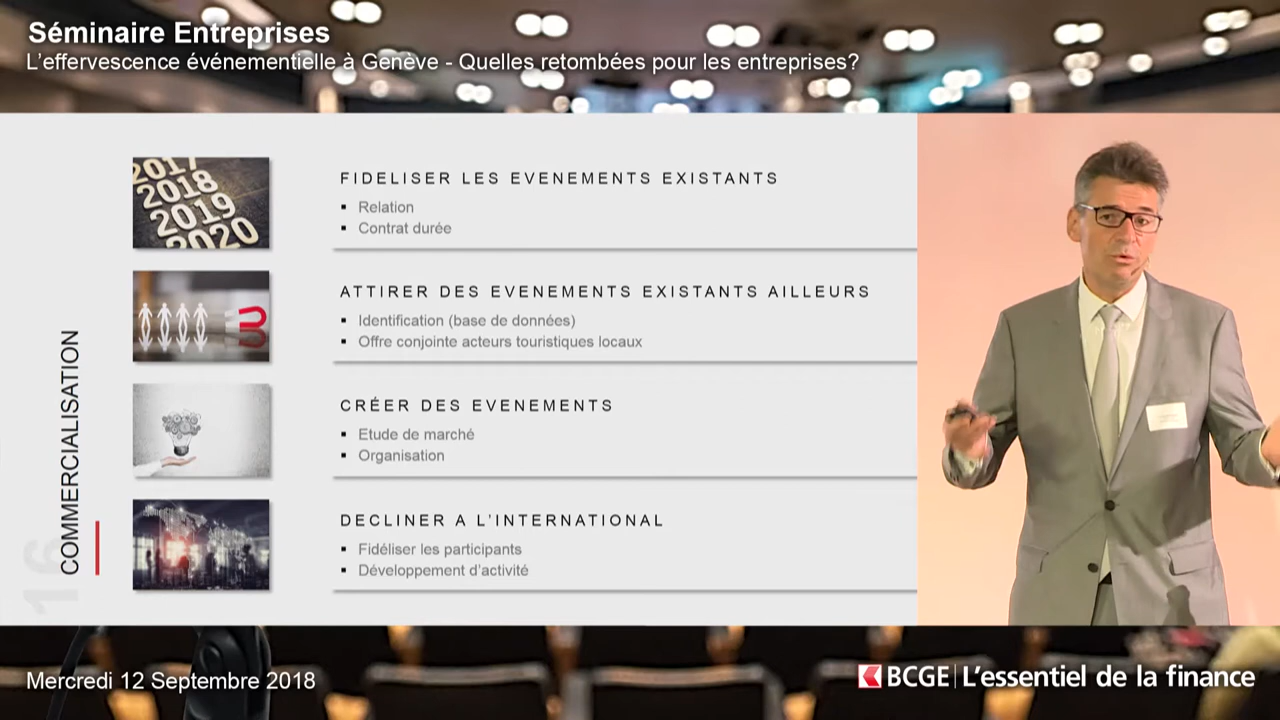 Séminaire Entreprises
L'effervescence événementielle à Genève - Quelles retombées pour les entreprises?
2017
2018
2019
2020
FIDELISER LES EVENEMENTS EXISTANTS
▪ Relation
▪ Contrat durée
ATTIRER DES EVENEMENTS EXISTANTS AILLEURS
▪ Identification (base de données)
▪ Offre conjointe acteurs touristiques locaux
CRÉER DES EVENEMENTS
▪ Etude de marché
▪ Organisation
DECLINER A L'INTERNATIONAL
▪ Fidéliser les participants
▪ Développement d'activité
COMMERCIALISATION
16
Mercredi 12 Septembre 2018
BCGE | L'essentiel de la finance